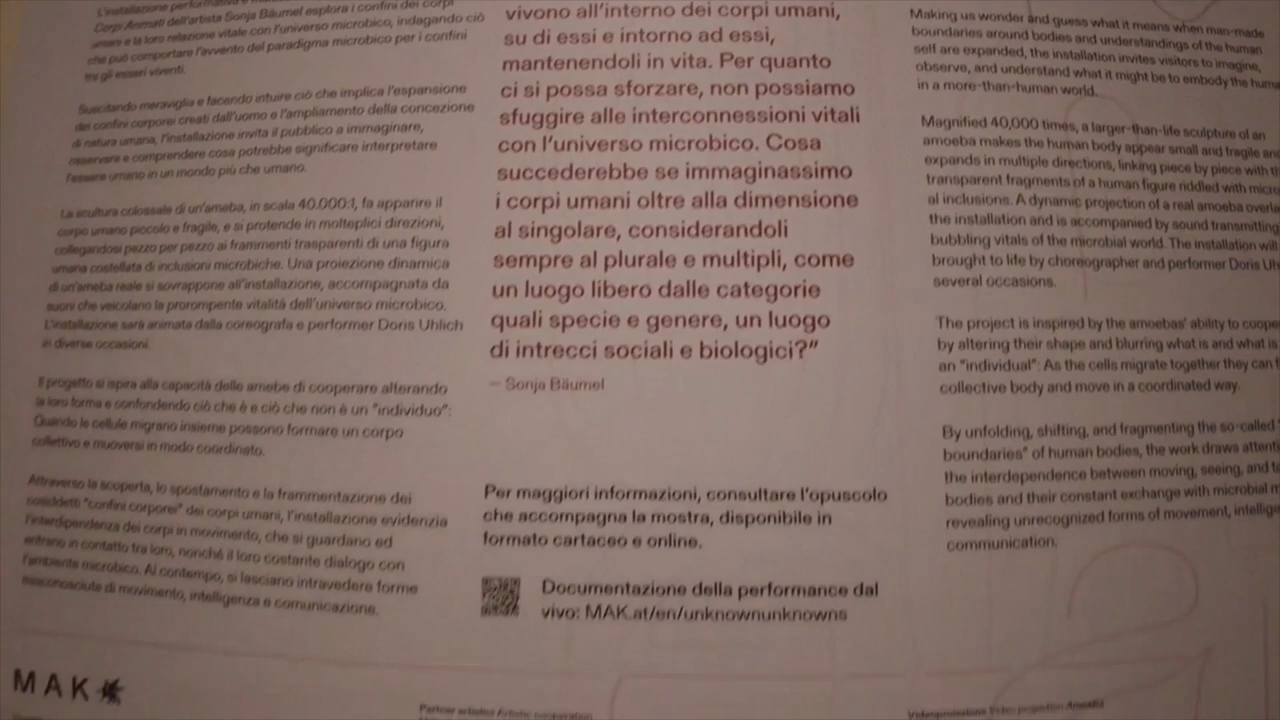 L'installazione
Corpi Animati dell'artista Sonja Bäumel esplora i confini dei corpi
umani e la loro relazione vitale con l'universo microbico, indagando ciò
che può comportare l'avvento del paradigma microbico per i confini
tra gli esseri viventi.
Suscitando meraviglia e facendo intuire ciò che implica l'espansione
dei confini corporei creati dall'uomo e l'ampliamento della concezione
di natura umana, l'installazione invita il pubblico a immaginare,
osservare e comprendere cosa potrebbe significare interpretare
l'essere umano in un mondo più che umano.
La scultura colossale di un'ameba, in scala 40.000:1, fa apparire il
corpo umano piccolo e fragile, e si protende in molteplici direzioni,
collegandosi pezzo per pezzo ai frammenti trasparenti di una figura
umana costellata di inclusioni microbiche. Una proiezione dinamica
di un'ameba reale si sovrappone all'installazione, accompagnata da
suoni che veicolano la prorompente vitalità dell'universo microbico.
L'installazione sarà animata dalla coreografa e performer Doris Uhlich
in diverse occasioni.
Il progetto si ispira alla capacità delle amebe di cooperare alterando
la loro forma e confondendo ciò che è e ciò che non è un "individuo":
Quando le cellule migrano insieme possono formare un corpo
collettivo e muoversi in modo coordinato.
Attraverso la scoperta, lo spostamento e la frammentazione dei
cosiddetti "confini corporei" dei corpi umani, l'installazione evidenzia
l'interdipendenza dei corpi in movimento, che si guardano ed
entrano in contatto tra loro, nonché il loro costante dialogo con
l'ambiente microbico. Al contempo, si lasciano intravedere forme
misconosciute di movimento, intelligenza e comunicazione.
MAK
vivono all'interno dei corpi umani,
su di essi e intorno ad essi,
mantenendoli in vita. Per quanto
ci si possa sforzare, non possiamo
sfuggire alle interconnessioni vitali
con l'universo microbico. Cosa
succederebbe se immaginassimo
i corpi umani oltre alla dimensione
al singolare, considerandoli
sempre al plurale e multipli, come
un luogo libero dalle categorie
quali specie e genere, un luogo
di intrecci sociali e biologici?"
— Sonja Bäumel
Per maggiori informazioni, consultare l'opuscolo
che accompagna la mostra, disponibile in
formato cartaceo e online.
Documentazione della performance dal
vivo: MAK.at/en/unknownunknowns
Partner artistico Artistic cooperation
Making us wonder and guess what it means when man-made
boundaries around bodies and understandings of the human
self are expanded, the installation invites visitors to imagine,
observe, and understand what it might be to embody the huma
in a more-than-human world.
Magnified 40,000 times, a larger-than-life sculpture of an
amoeba makes the human body appear small and fragile and
expands in multiple directions, linking piece by piece with th
transparent fragments of a human figure riddled with micro
al inclusions. A dynamic projection of a real amoeba overla
the installation and is accompanied by sound transmitting
bubbling vitals of the microbial world. The installation will
brought to life by choreographer and performer Doris Uh
several occasions.
The project is inspired by the amoebas' ability to coope
by altering their shape and blurring what is and what is
an "individual": As the cells migrate together they can f
collective body and move in a coordinated way.
By unfolding, shifting, and fragmenting the so-called "
boundaries" of human bodies, the work draws attent
the interdependence between moving, seeing, and to
bodies and their constant exchange with microbial m
revealing unrecognized forms of movement, intellige
communication.
Videoproiezione Video projection Amoeba